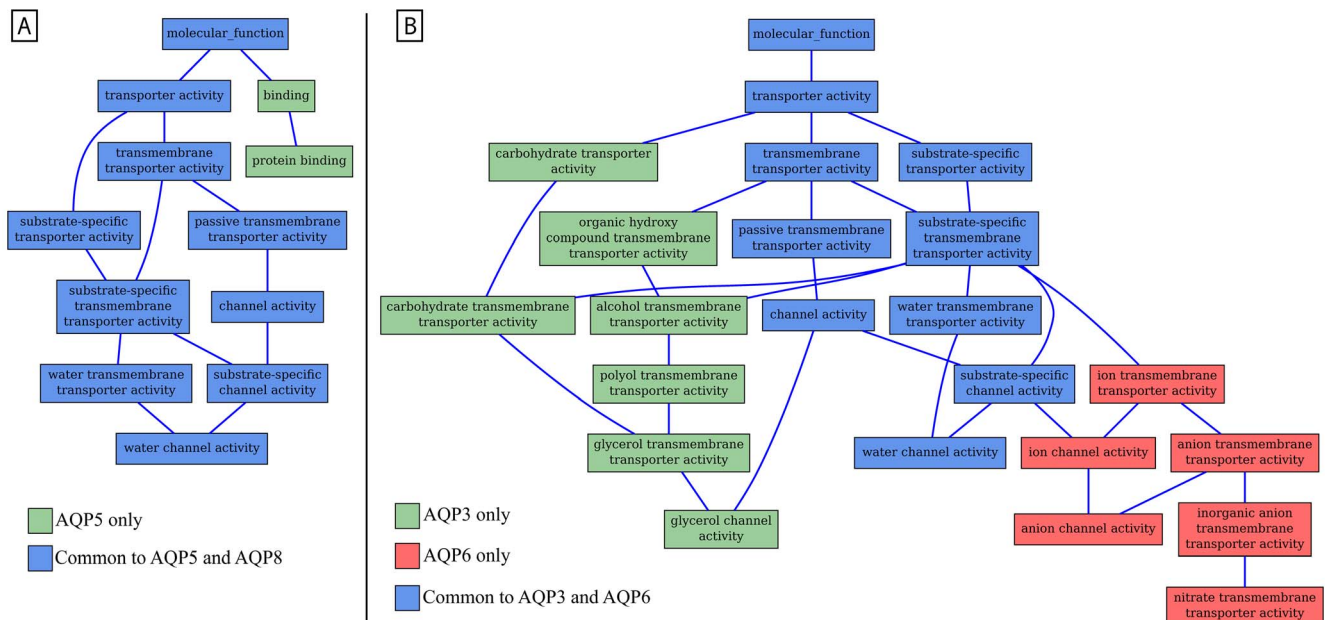 A
molecular_function
transporter activity
binding
transmembrane
transporter activity
protein binding
substrate-specific
transporter activity
passive transmembrane
transporter activity
substrate-specific
transmembrane
transporter activity
channel activity
water transmembrane
transporter activity
substrate-specific
channel activity
water channel activity
AQP5 only
Common to AQP5 and AQP8
B
molecular_function
transporter activity
carbohydrate transporter
activity
transmembrane
transporter activity
substrate-specific
transporter activity
organic hydroxy
compound transmembrane
transporter activity
passive transmembrane
transporter activity
substrate-specific
transmembrane
transporter activity
carbohydrate transmembrane
transporter activity
alcohol transmembrane
transporter activity
channel activity
water transmembrane
transporter activity
polyol transmembrane
transporter activity
substrate-specific
channel activity
ion transmembrane
transporter activity
glycerol transmembrane
transporter activity
water channel activity
ion channel activity
anion transmembrane
transporter activity
glycerol channel
activity
anion channel activity
inorganic anion
transmembrane
transporter activity
nitrate transmembrane
transporter activity
AQP3 only
AQP6 only
Common to AQP3 and AQP6